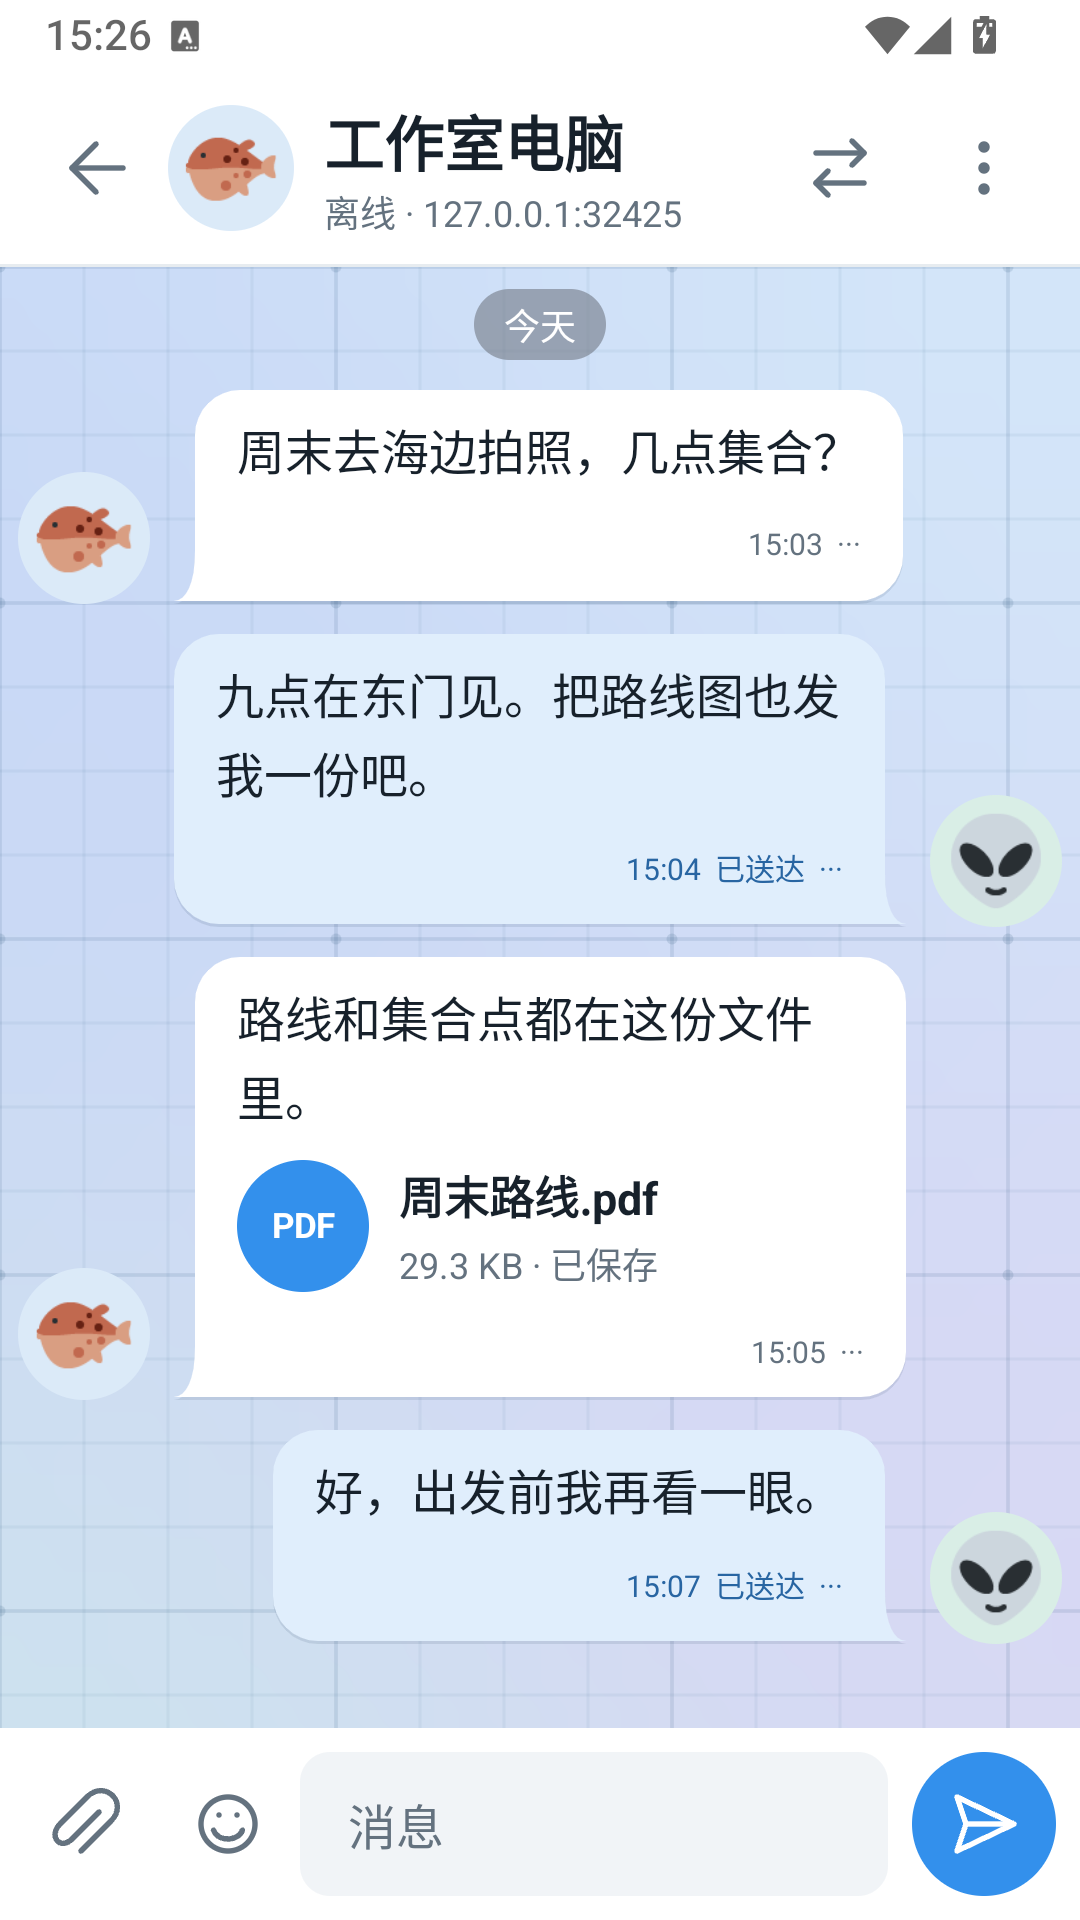 15:26 A
工作室电脑
离线 · 127.0.0.1:32425
今天
周末去海边拍照，几点集合？
15:03 ···
九点在东门见。把路线图也发
我一份吧。
15:04 已送达 ···
路线和集合点都在这份文件
里。
PDF
周末路线.pdf
29.3 KB · 已保存
15:05 ···
好，出发前我再看一眼。
15:07 已送达 ···
消息